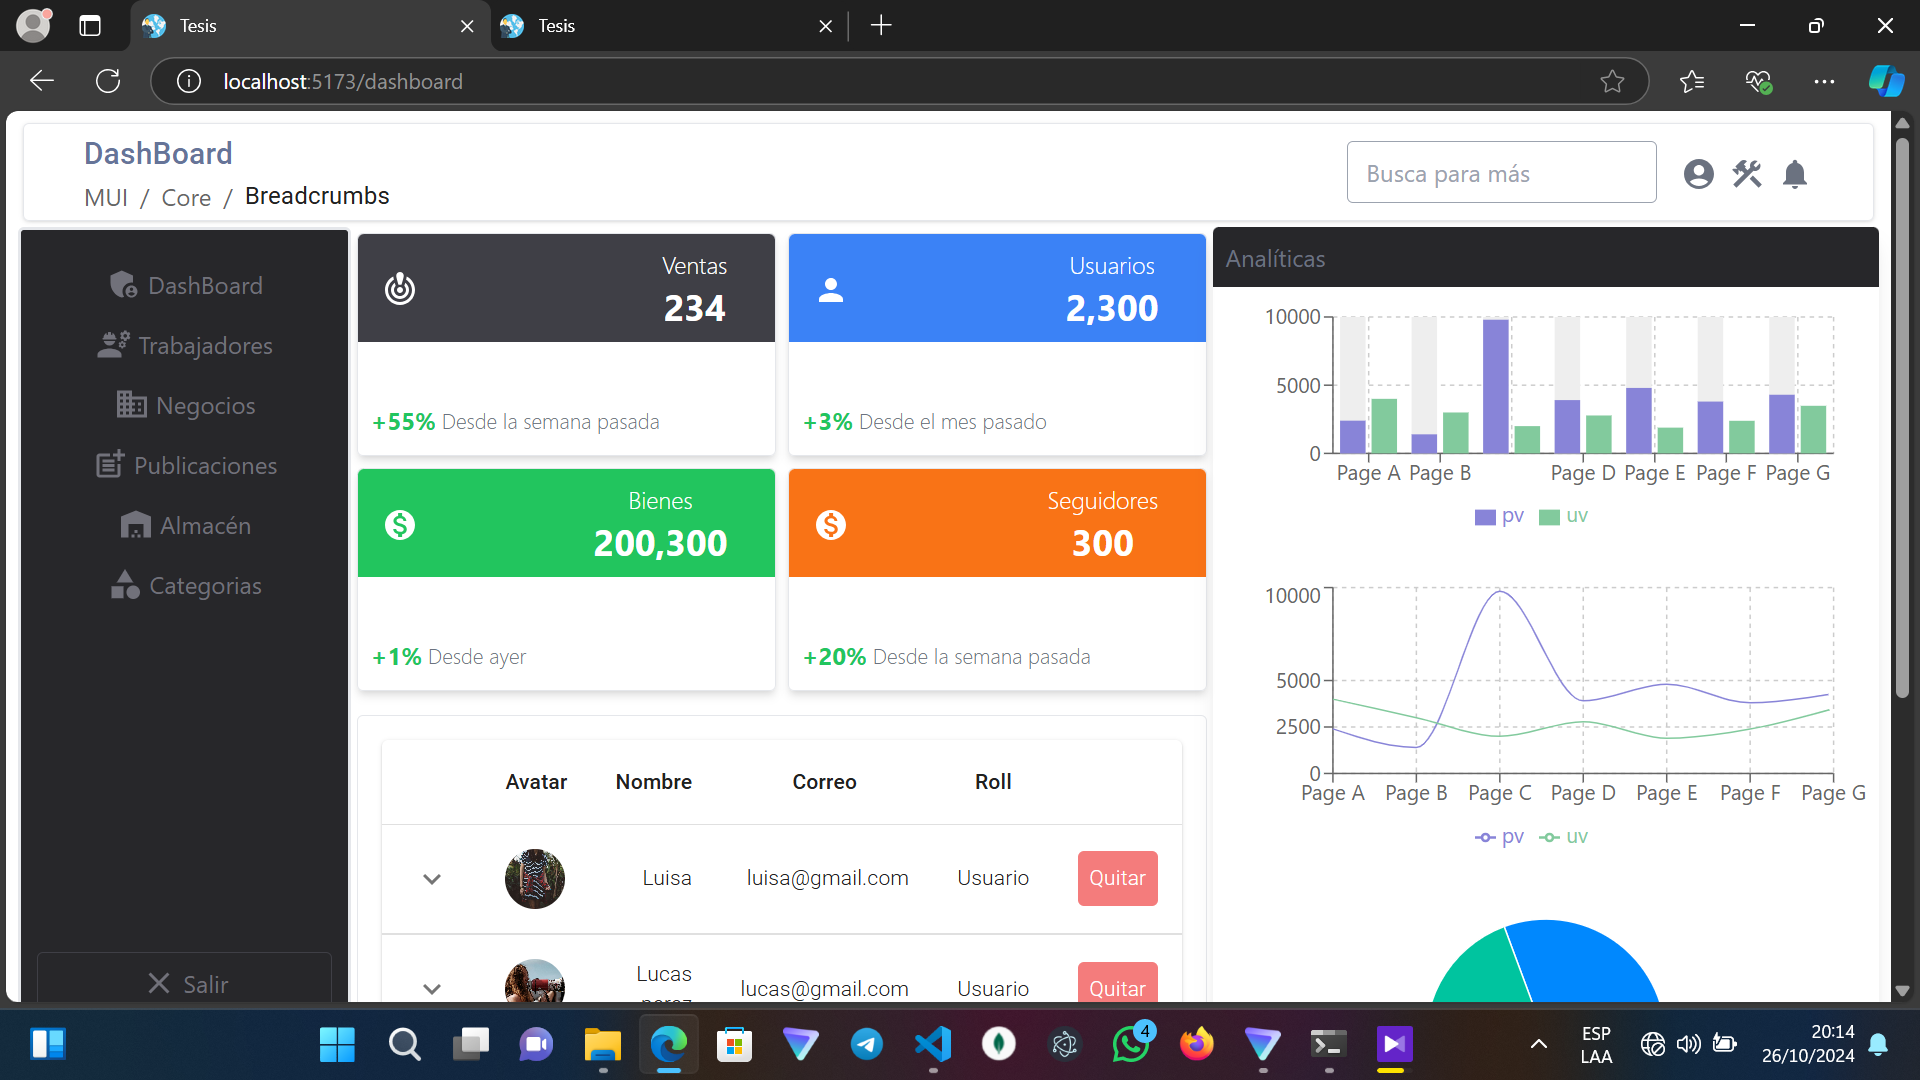 Tesis
Tesis
localhost:5173/dashboard
DashBoard
MUI / Core / Breadcrumbs
Busca para más
DashBoard
Trabajadores
Negocios
Publicaciones
Almacén
Categorias
Salir
Ventas
234
+55% Desde la semana pasada
Usuarios
2,300
+3% Desde el mes pasado
Bienes
200,300
+1% Desde ayer
Seguidores
300
+20% Desde la semana pasada
Avatar Nombre Correo Roll
Luisa luisa@gmail.com Usuario Quitar
Lucas
perez
lucas@gmail.com Usuario Quitar
Analíticas
10000
5000
0
Page A Page B Page D Page E Page F Page G
pv uv
10000
5000
2500
0
Page A Page B Page C Page D Page E Page F Page G
pv uv
4
ESP
LAA
20:14
26/10/2024